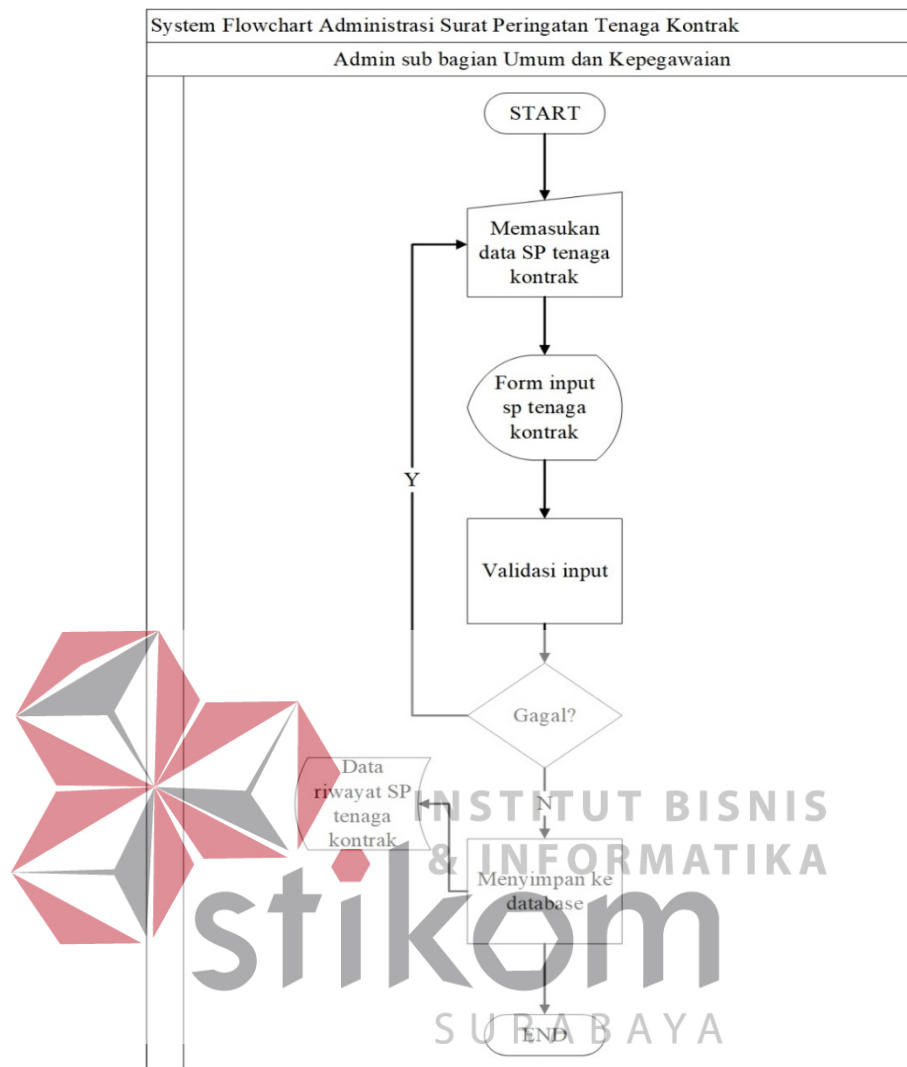 System Flowchart Administrasi Surat Peringatan Tenaga Kontrak
Admin sub bagian Umum dan Kepegawaian
START
Memasukan
data SP tenaga
kontrak
Form input
sp tenaga
kontrak
Y
Validasi input
Gagal?
N
Data
riwayat SP
tenaga
kontrak
Menyimpan ke
database
END
INSTITUT BISNIS
& INFORMATIKA
stikom
SURABAYA